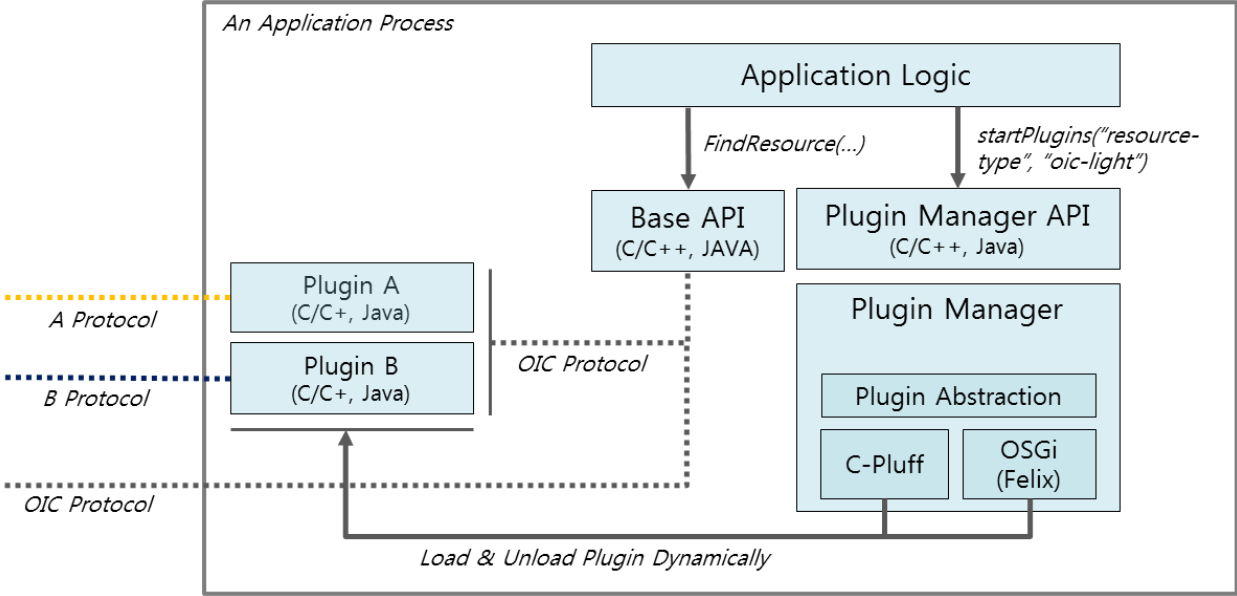 An Application Process
Application Logic
FindResource(...)
startPlugins("resource-
type", "oic-light")
Base API
(C/C++, JAVA)
Plugin Manager API
(C/C++, Java)
Plugin A
(C/C+, Java)
A Protocol
Plugin B
(C/C+, Java)
B Protocol
OIC Protocol
Plugin Manager
Plugin Abstraction
C-Pluff
OSGi
(Felix)
OIC Protocol
Load & Unload Plugin Dynamically